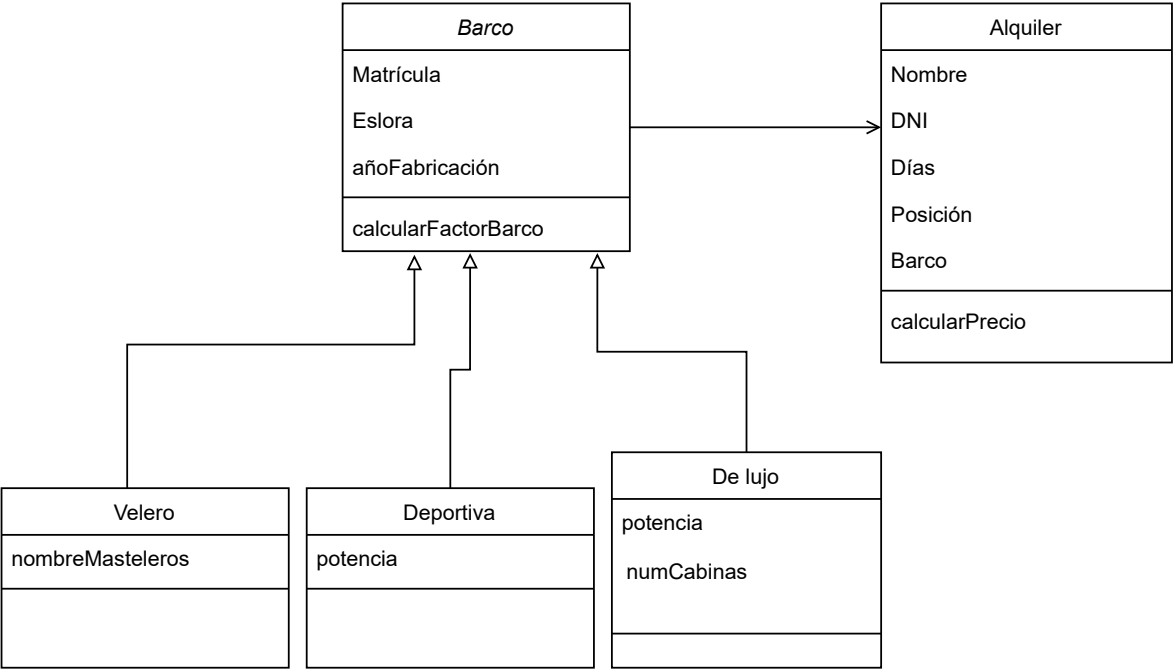 Barco
Matrícula
Eslora
añoFabricación
calcularFactorBarco
Alquiler
Nombre
DNI
Días
Posición
Barco
calcularPrecio
Velero
nombreMasteleros
Deportiva
potencia
De lujo
potencia
numCabinas